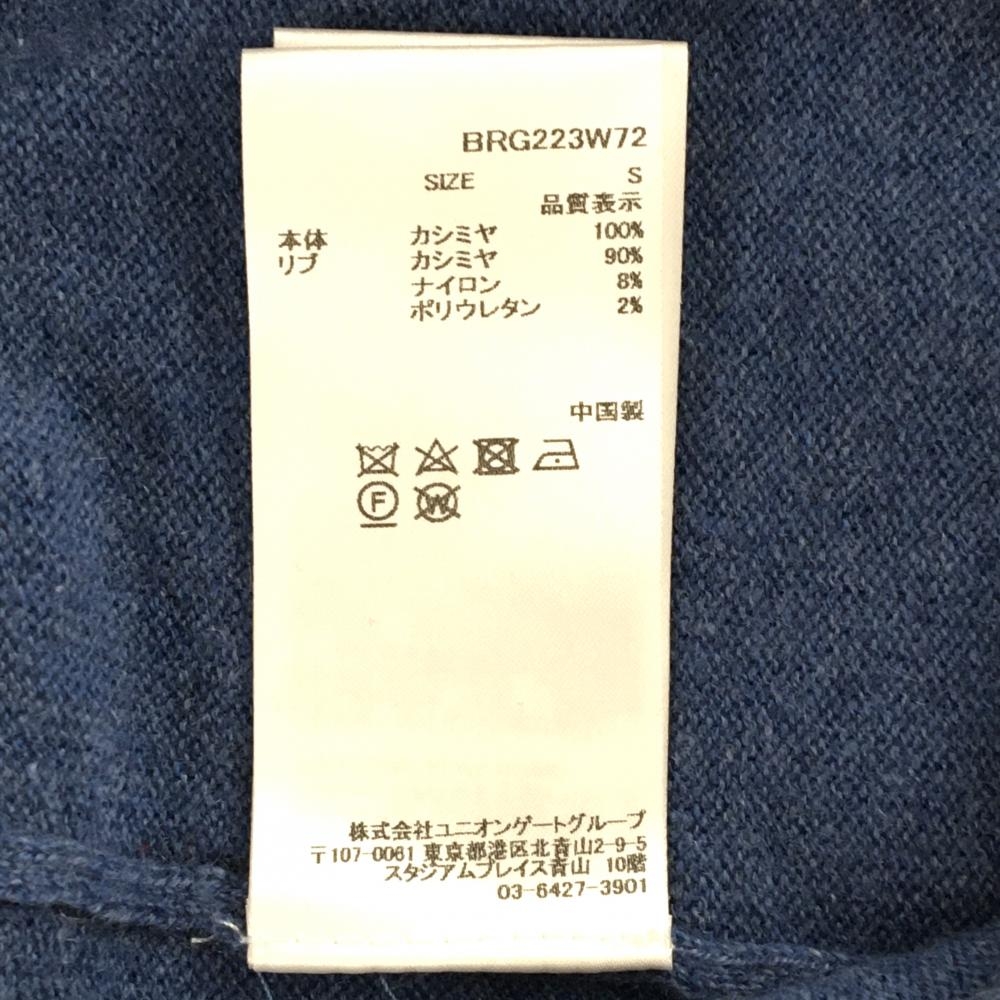 BRG223W72
SIZE S
品質表示
本体 カシミヤ 100%
リブ カシミヤ 90%
ナイロン 8%
ポリウレタン 2%
中国製
F W
株式会社ユニオンゲートグループ
〒107-0061 東京都港区北青山2-9-5
スタジアムプレイス青山 10階
03-6427-3901